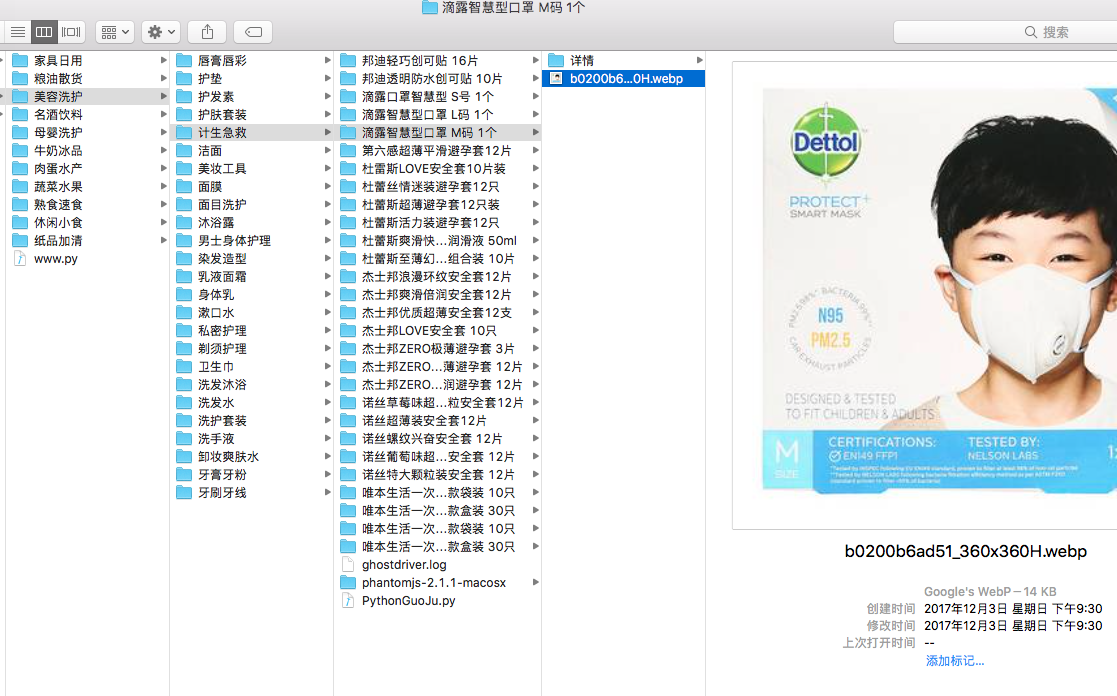 滴露智慧型口罩 M码 1个
搜索
家具日用
粮油散货
美容洗护
名酒饮料
母婴洗护
牛奶冰品
肉蛋水产
蔬菜水果
熟食速食
休闲小食
纸品加清
www.py
唇膏唇彩
护垫
护发素
护肤套装
计生急救
洁面
美妆工具
面膜
面目洗护
沐浴露
男士身体护理
染发造型
乳液面霜
身体乳
漱口水
私密护理
剃须护理
卫生巾
洗发沐浴
洗发水
洗护套装
洗手液
卸妆爽肤水
牙膏牙粉
牙刷牙线
邦迪轻巧创可贴 16片
邦迪透明防水创可贴 10片
滴露口罩智慧型 S号 1个
滴露智慧型口罩 L码 1个
滴露智慧型口罩 M码 1个
第六感超薄平滑避孕套12片
杜雷斯LOVE安全套10片装
杜蕾丝情迷装避孕套12只
杜蕾斯超薄避孕套12只装
杜蕾斯活力装避孕套12只
杜蕾斯爽滑快...润滑液 50ml
杜蕾斯至薄幻...组合装 10片
杰士邦浪漫环纹安全套12片
杰士邦爽滑倍润安全套12片
杰士邦优质超薄安全套12支
杰士邦LOVE安全套 10只
杰士邦ZERO极薄避孕套 3片
杰士邦ZERO...薄避孕套 12片
杰士邦ZERO...润避孕套 12片
诺丝草莓味超...粒安全套12片
诺丝超薄装安全套12片
诺丝螺纹兴奋安全套 12片
诺丝葡萄味超...安全套 12片
诺丝特大颗粒装安全套 12片
唯本生活一次...款袋装 10只
唯本生活一次...款盒装 30只
唯本生活一次...款袋装 10只
唯本生活一次...款盒装 30只
ghostdriver.log
phantomjs-2.1.1-macosx
PythonGuoJu.py
详情
b0200b6...0H.webp
Dettol
PROTECT+
SMART MASK
PM2.5 98%* BACTERIA 99%**
N95
PM2.5
CAR EXHAUST PARTICLES
DESIGNED & TESTED
TO FIT CHILDREN & ADULTS
M
SIZE
CERTIFICATIONS:
EN149 FFP1
TESTED BY:
NELSON LABS
b0200b6ad51_360x360H.webp
Google's WebP – 14 KB
创建时间 2017年12月3日 星期日 下午9:30
修改时间 2017年12月3日 星期日 下午9:30
上次打开时间 --
添加标记...